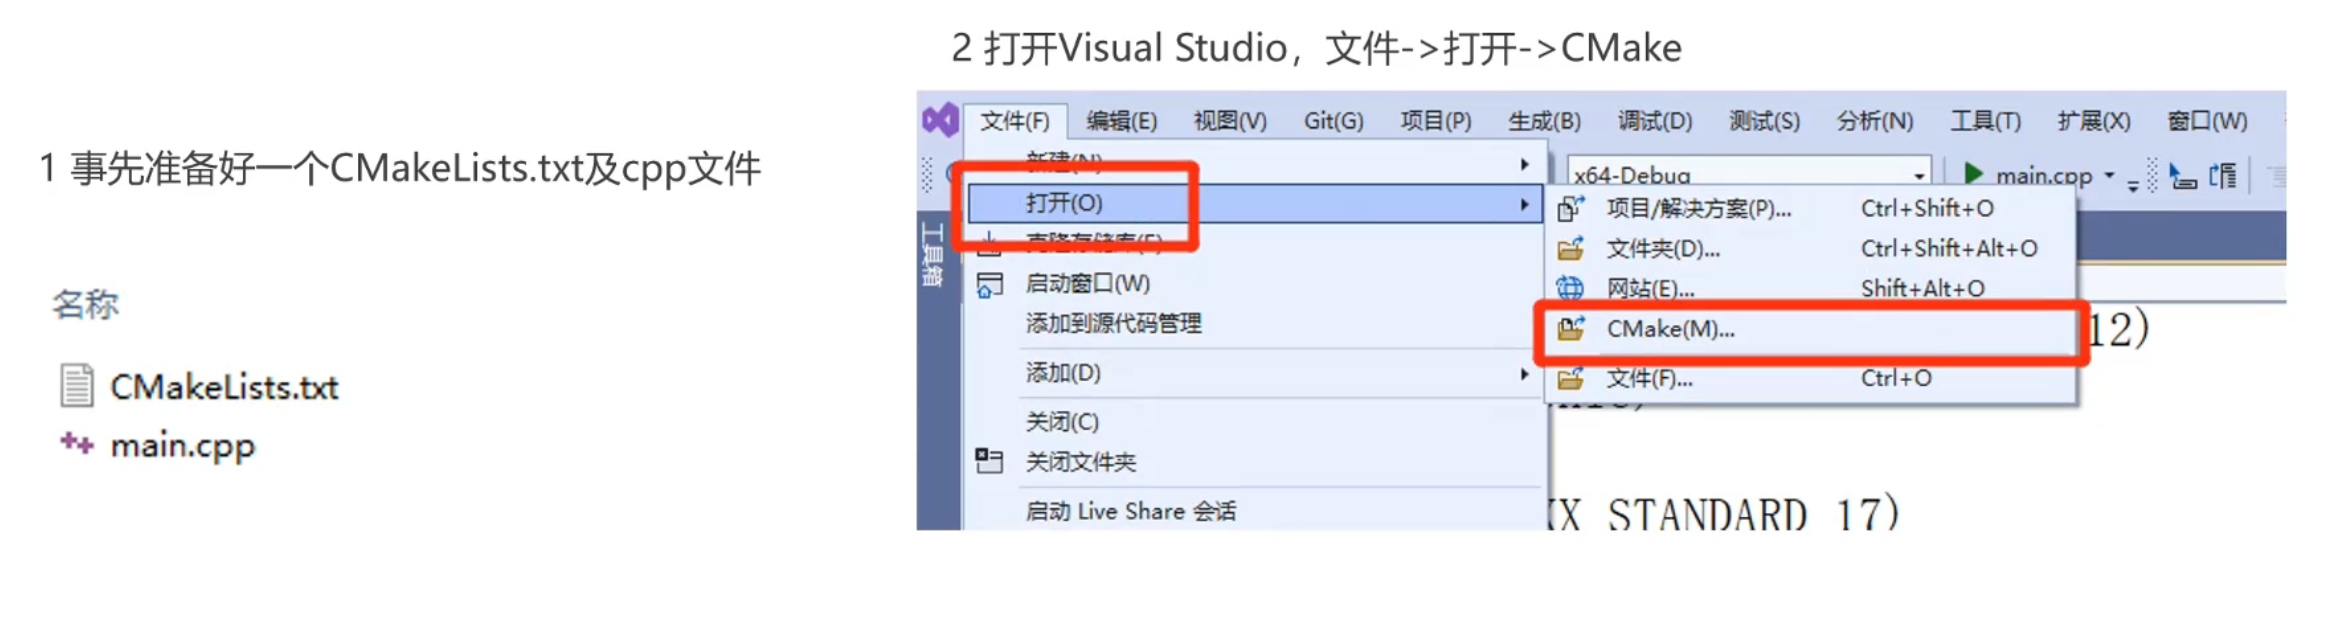 1 事先准备好一个CMakeLists.txt及cpp文件
名称
CMakeLists.txt
main.cpp
2 打开Visual Studio，文件->打开->CMake
文件(F) 编辑(E) 视图(V) Git(G) 项目(P) 生成(B) 调试(D) 测试(S) 分析(N) 工具(T) 扩展(X) 窗口(W)
x64-Debug main.cpp
工具箱
新建(N)
打开(O)
启动窗口(W)
添加到源代码管理
添加(D)
关闭(C)
关闭文件夹
启动 Live Share 会话
项目/解决方案(P)... Ctrl+Shift+O
文件夹(D)... Ctrl+Shift+Alt+O
网站(E)... Shift+Alt+O
CMake(M)...
文件(F)... Ctrl+O
12)
STANDARD 17)